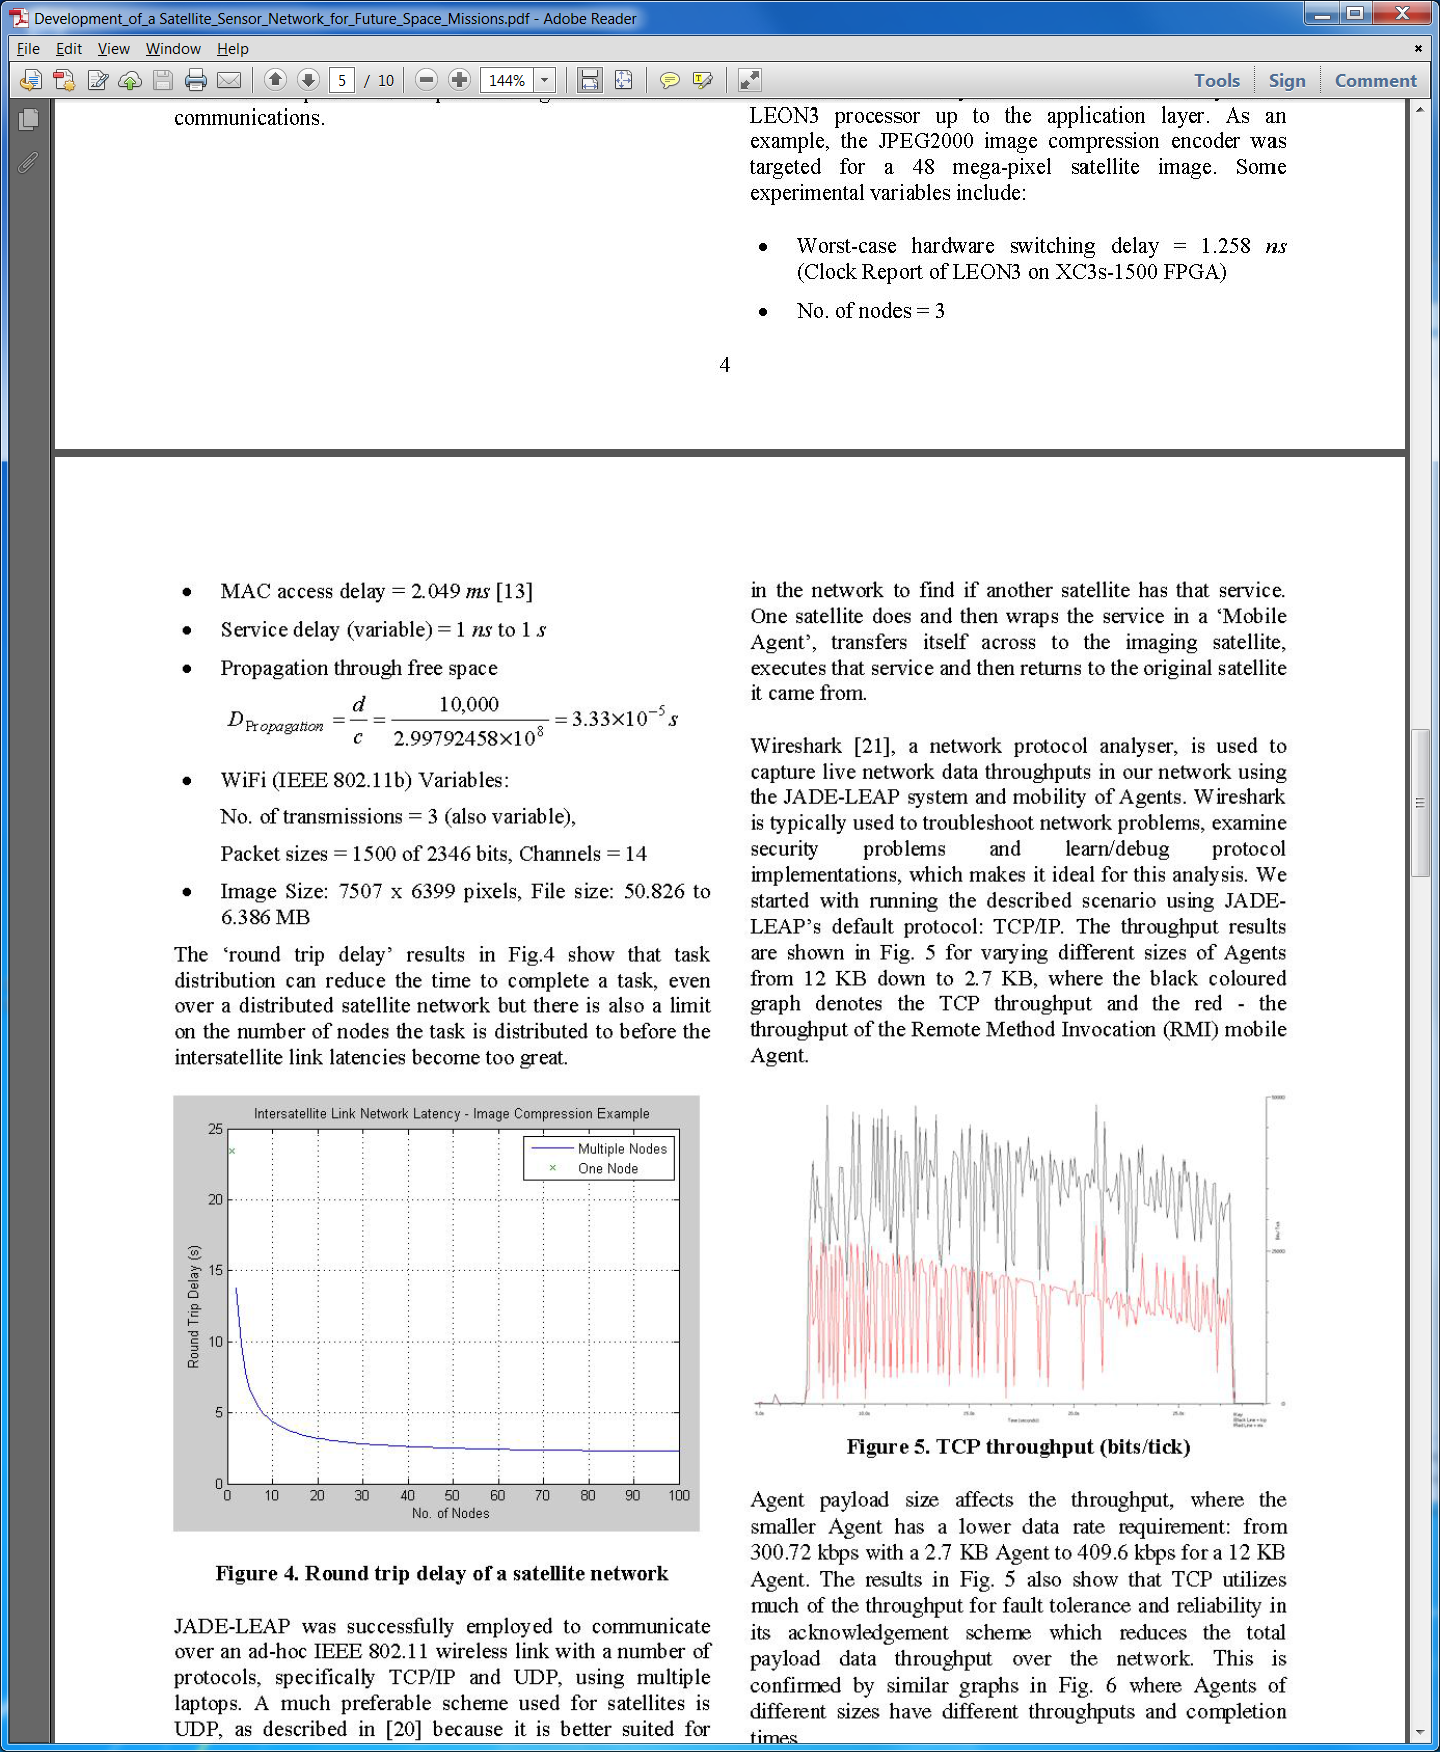 Development_of_a Satellite_Sensor_Network_for_Future_Space_Missions.pdf - Adobe Reader
File Edit View Window Help
5 / 10 144% Tools Sign Comment
communications.
LEON3 processor up to the application layer. As an
example, the JPEG2000 image compression encoder was
targeted for a 48 mega-pixel satellite image. Some
experimental variables include:
• Worst-case hardware switching delay = 1.258 ns
(Clock Report of LEON3 on XC3s-1500 FPGA)
• No. of nodes = 3
4
• MAC access delay = 2.049 ms [13]
• Service delay (variable) = 1 ns to 1 s
• Propagation through free space
D_Propagation = d/c = 10,000/2.99792458×10^8 = 3.33×10^−5 s
• WiFi (IEEE 802.11b) Variables:
No. of transmissions = 3 (also variable),
Packet sizes = 1500 of 2346 bits, Channels = 14
• Image Size: 7507 x 6399 pixels, File size: 50.826 to
6.386 MB
The ‘round trip delay’ results in Fig.4 show that task
distribution can reduce the time to complete a task, even
over a distributed satellite network but there is also a limit
on the number of nodes the task is distributed to before the
intersatellite link latencies become too great.
Intersatellite Link Network Latency - Image Compression Example
Multiple Nodes
One Node
Round Trip Delay (s)
25
20
15
10
5
0
0 10 20 30 40 50 60 70 80 90 100
No. of Nodes
Figure 4. Round trip delay of a satellite network
JADE-LEAP was successfully employed to communicate
over an ad-hoc IEEE 802.11 wireless link with a number of
protocols, specifically TCP/IP and UDP, using multiple
laptops. A much preferable scheme used for satellites is
UDP, as described in [20] because it is better suited for
in the network to find if another satellite has that service.
One satellite does and then wraps the service in a ‘Mobile
Agent’, transfers itself across to the imaging satellite,
executes that service and then returns to the original satellite
it came from.
Wireshark [21], a network protocol analyser, is used to
capture live network data throughputs in our network using
the JADE-LEAP system and mobility of Agents. Wireshark
is typically used to troubleshoot network problems, examine
security problems and learn/debug protocol
implementations, which makes it ideal for this analysis. We
started with running the described scenario using JADE-
LEAP’s default protocol: TCP/IP. The throughput results
are shown in Fig. 5 for varying different sizes of Agents
from 12 KB down to 2.7 KB, where the black coloured
graph denotes the TCP throughput and the red - the
throughput of the Remote Method Invocation (RMI) mobile
Agent.
Figure 5. TCP throughput (bits/tick)
Agent payload size affects the throughput, where the
smaller Agent has a lower data rate requirement: from
300.72 kbps with a 2.7 KB Agent to 409.6 kbps for a 12 KB
Agent. The results in Fig. 5 also show that TCP utilizes
much of the throughput for fault tolerance and reliability in
its acknowledgement scheme which reduces the total
payload data throughput over the network. This is
confirmed by similar graphs in Fig. 6 where Agents of
different sizes have different throughputs and completion
times